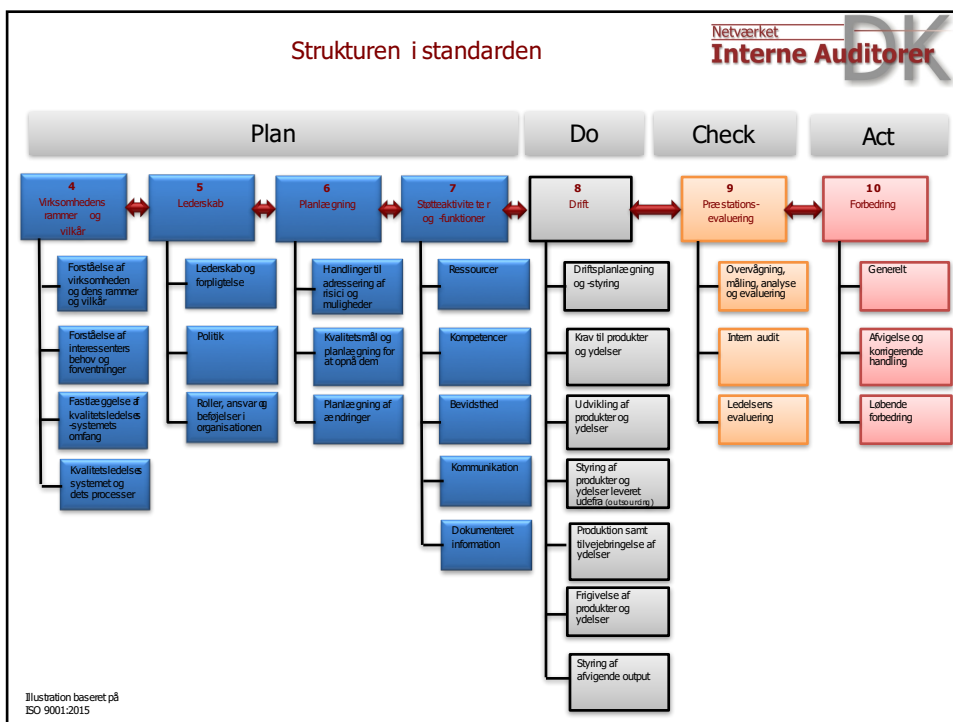 Strukturen i standarden
Netværket
Interne Auditorer
DK
Plan
Do
Check
Act
4
Virksomhedens
rammer og
vilkår
5
Lederskab
6
Planlægning
7
Støtteaktiviteter
og -funktioner
8
Drift
9
Præstations-
evaluering
10
Forbedring
Forståelse af
virksomheden
og dens rammer
og vilkår
Forståelse af
interessenters
behov og
forventninger
Fastlæggelse af
kvalitetsledelses
-systemets
omfang
Kvalitetsledelses
systemet og
dets processer
Lederskab og
forpligtelse
Politik
Roller, ansvar og
beføjelser i
organisationen
Handlinger til
adressering af
risici og
muligheder
Kvalitetsmål og
planlægning for
at opnå dem
Planlægning af
ændringer
Ressourcer
Kompetencer
Bevidsthed
Kommunikation
Dokumenteret
information
Driftsplanlægning
og -styring
Krav til produkter
og ydelser
Udvikling af
produkter og
ydelser
Styring af
produkter og
ydelser leveret
udefra (outsourding)
Produktion samt
tilvejebringelse af
ydelser
Frigivelse af
produkter og
ydelser
Styring af
afvigende output
Overvågning,
måling, analyse
og evaluering
Intern audit
Ledelsens
evaluering
Generelt
Afvigelse og
korrigerende
handling
Løbende
forbedring
Illustration baseret på
ISO 9001:2015